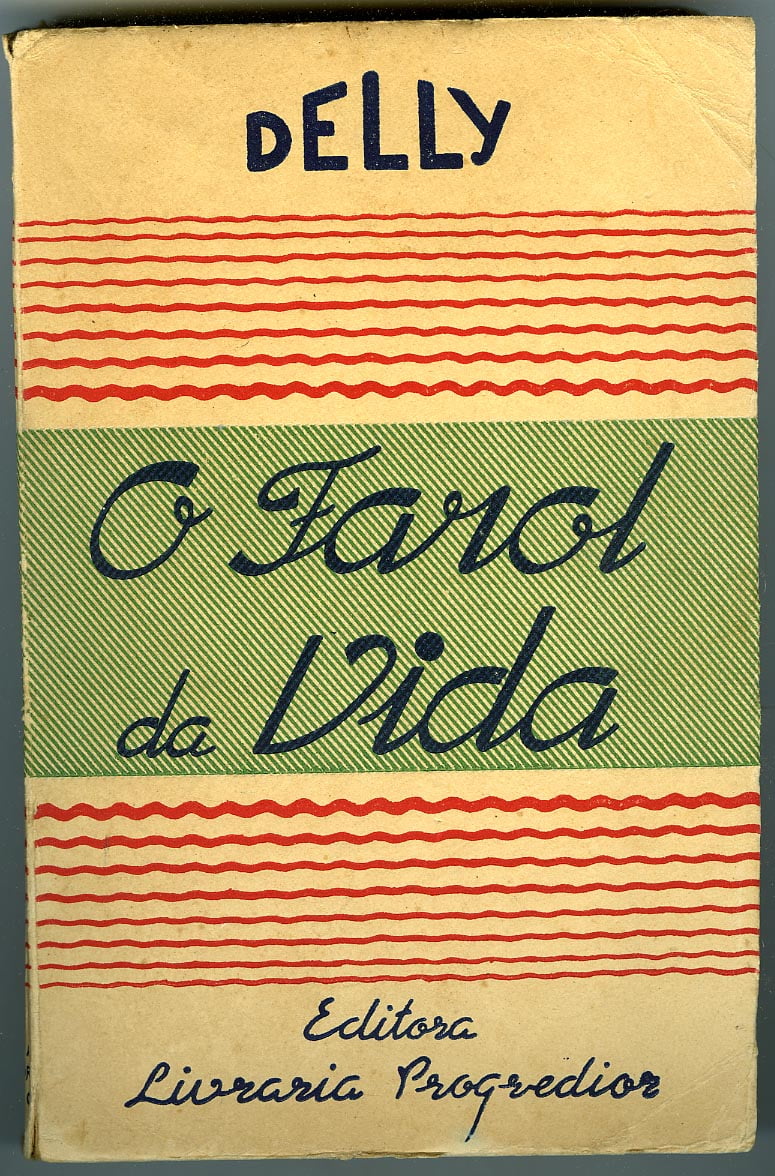 DELLY
O Farol
da Vida
Editora
Livraria Progredior